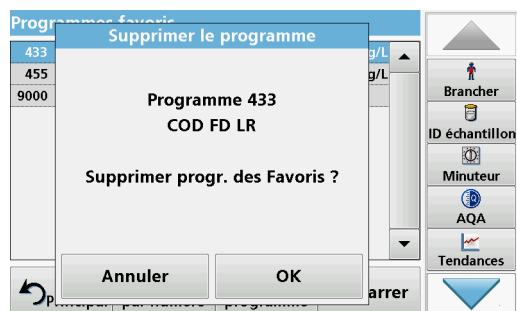 Programmes favoris
Supprimer le programme
433
g/L
455
g/L
9000
Programme 433
COD FD LR
Supprimer progr. des Favoris ?
Annuler
OK
Brancher
ID échantillon
Minuteur
AQA
Tendances